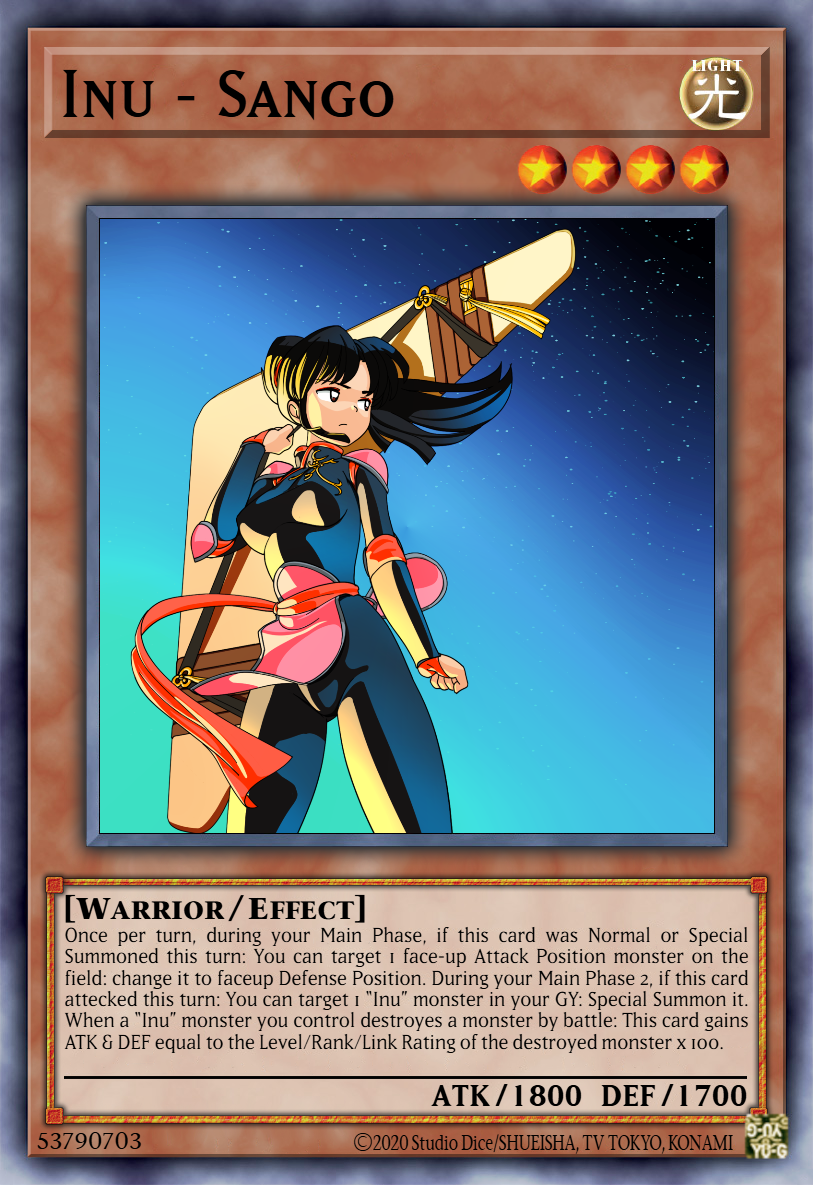 Inu - Sango
LIGHT
光
[Warrior/Effect]
Once per turn, during your Main Phase, if this card was Normal or Special
Summoned this turn: You can target 1 face-up Attack Position monster on the
field: change it to faceup Defense Position. During your Main Phase 2, if this card
attecked this turn: You can target 1 "Inu" monster in your GY: Special Summon it.
When a "Inu" monster you control destroyes a monster by battle: This card gains
ATK & DEF equal to the Level/Rank/Link Rating of the destroyed monster x 100.
ATK/1800 DEF/1700
53790703
©2020 Studio Dice/SHUEISHA, TV TOKYO, KONAMI